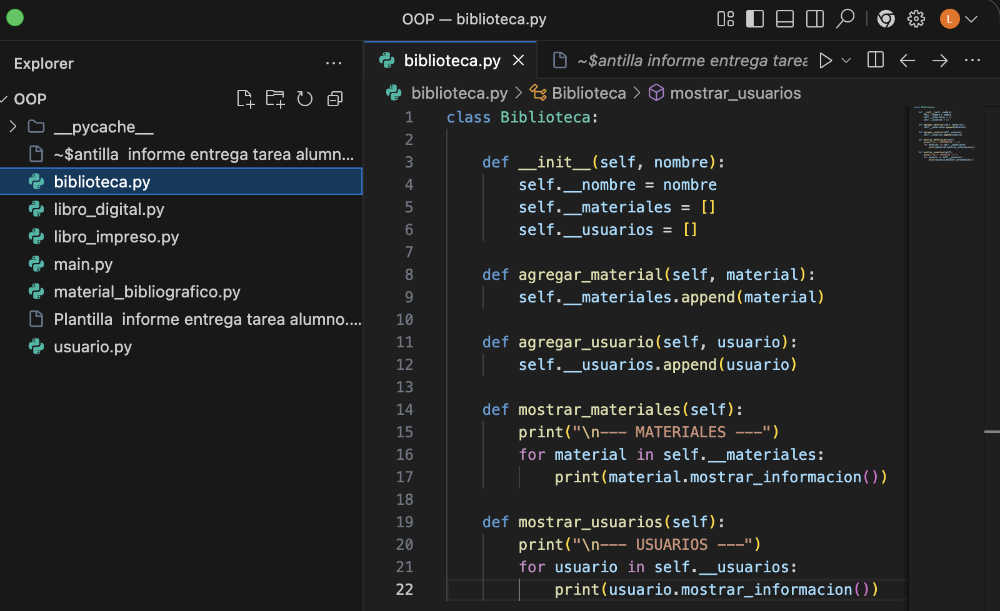 OOP — biblioteca.py
L
Explorer
OOP
__pycache__
~$antilla informe entrega tarea alumn...
biblioteca.py
libro_digital.py
libro_impreso.py
main.py
material_bibliografico.py
Plantilla informe entrega tarea alumno....
usuario.py
biblioteca.py
~$antilla informe entrega tarea
biblioteca.py > Biblioteca > mostrar_usuarios
1 class Biblioteca:
2
3     def __init__(self, nombre):
4         self.__nombre = nombre
5         self.__materiales = []
6         self.__usuarios = []
7
8     def agregar_material(self, material):
9         self.__materiales.append(material)
10
11     def agregar_usuario(self, usuario):
12         self.__usuarios.append(usuario)
13
14     def mostrar_materiales(self):
15         print("\n--- MATERIALES ---")
16         for material in self.__materiales:
17             print(material.mostrar_informacion())
18
19     def mostrar_usuarios(self):
20         print("\n--- USUARIOS ---")
21         for usuario in self.__usuarios:
22             print(usuario.mostrar_informacion())